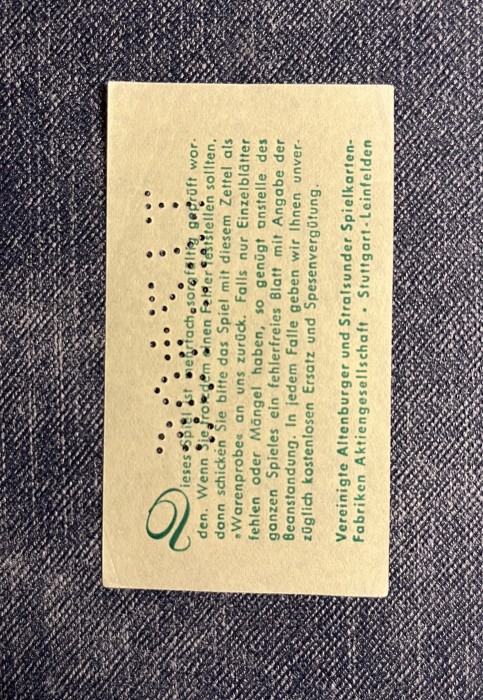 Dieses Spiel ist mehrfach sorgfältig geprüft wor-
den. Wenn Sie trotzdem einen Fehler feststellen sollten,
dann schicken Sie bitte das Spiel mit diesem Zettel als
»Warenprobe« an uns zurück. Falls nur Einzelblätter
fehlen oder Mängel haben, so genügt anstelle des
ganzen Spieles ein fehlerfreies Blatt mit Angabe der
Beanstandung. In jedem Falle geben wir Ihnen unver-
züglich kostenlosen Ersatz und Spesenvergütung.
Vereinigte Altenburger und Stralsunder Spielkarten-
Fabriken Aktiengesellschaft • Stuttgart-Leinfelden